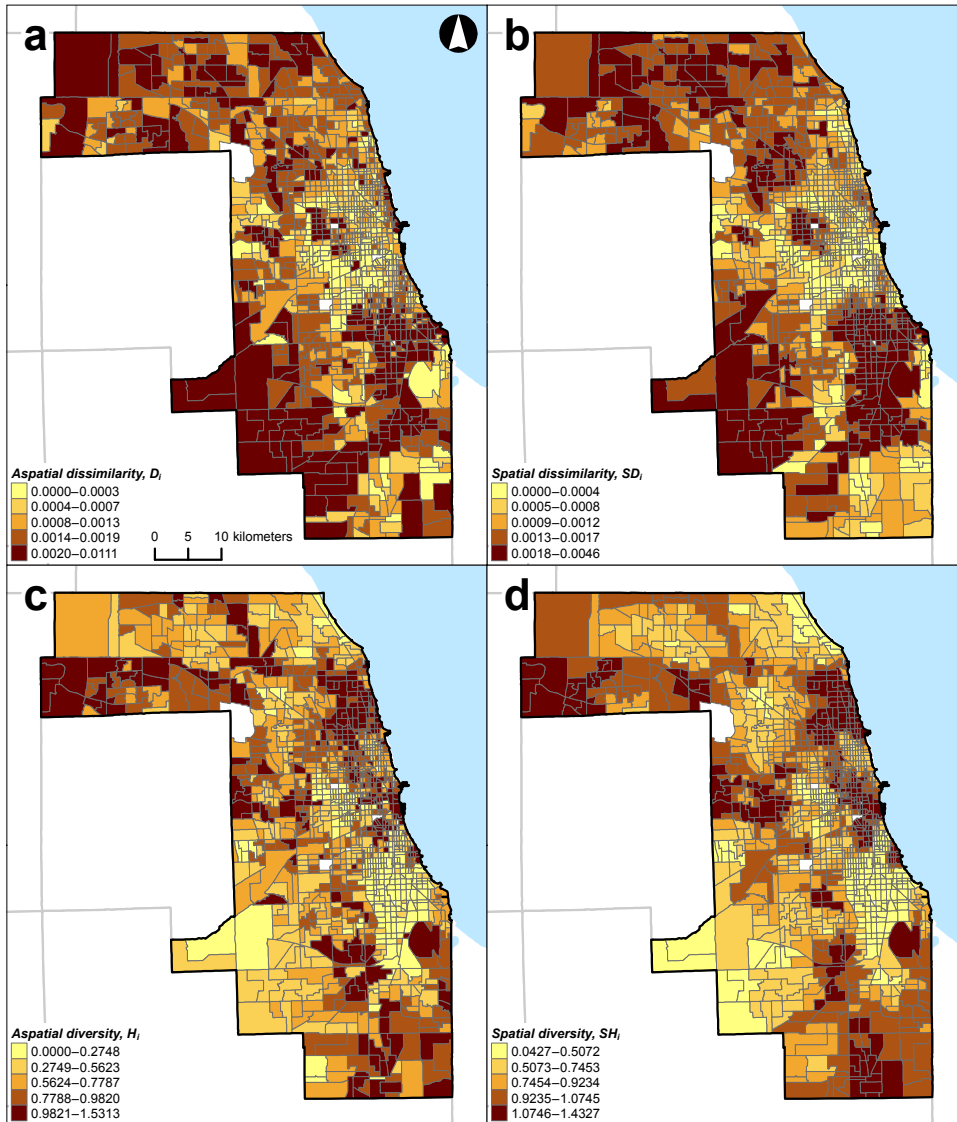 a
Aspatial dissimilarity, Di
0.0000–0.0003
0.0004–0.0007
0.0008–0.0013
0.0014–0.0019
0.0020–0.0111
0 5 10 kilometers
b
Spatial dissimilarity, SDi
0.0000–0.0004
0.0005–0.0008
0.0009–0.0012
0.0013–0.0017
0.0018–0.0046
c
Aspatial diversity, Hi
0.0000–0.2748
0.2749–0.5623
0.5624–0.7787
0.7788–0.9820
0.9821–1.5313
d
Spatial diversity, SHi
0.0427–0.5072
0.5073–0.7453
0.7454–0.9234
0.9235–1.0745
1.0746–1.4327